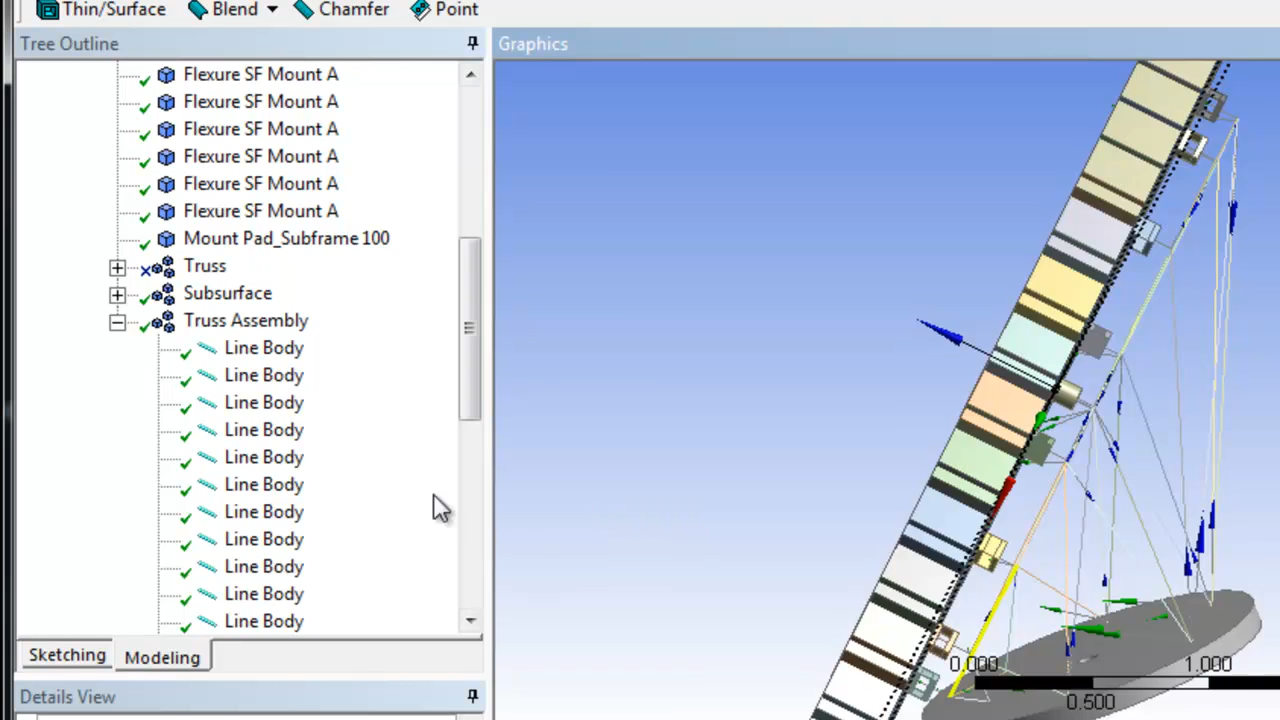 Thin/Surface Blend Chamfer Point
Tree Outline
Graphics
Flexure SF Mount A
Flexure SF Mount A
Flexure SF Mount A
Flexure SF Mount A
Flexure SF Mount A
Flexure SF Mount A
Mount Pad_Subframe 100
Truss
Subsurface
Truss Assembly
Line Body
Line Body
Line Body
Line Body
Line Body
Line Body
Line Body
Line Body
Line Body
Line Body
Line Body
Sketching Modeling
Details View
0.000 1.000
0.500